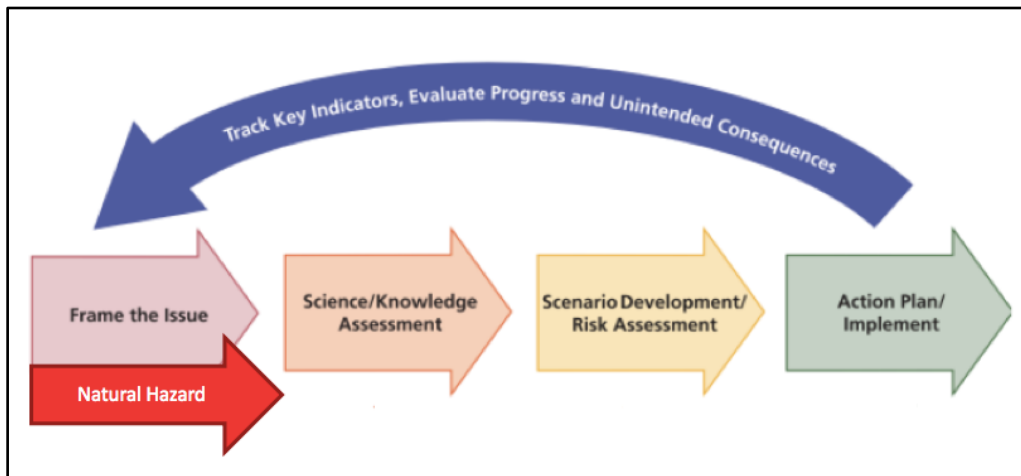 Track Key Indicators, Evaluate Progress and Unintended Consequences
Frame the Issue
Natural Hazard
Science/Knowledge
Assessment
Scenario Development/
Risk Assessment
Action Plan/
Implement